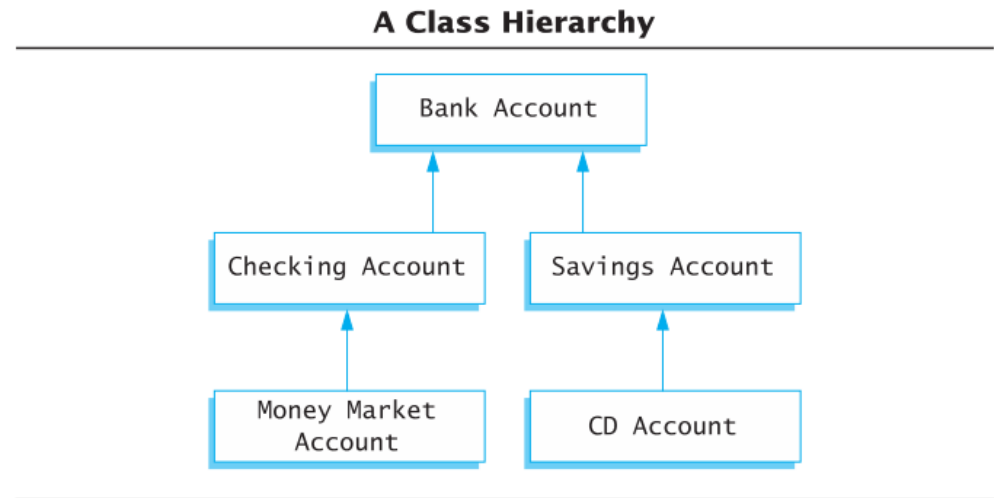 A Class Hierarchy
Bank Account
Checking Account
Savings Account
Money Market
Account
CD Account